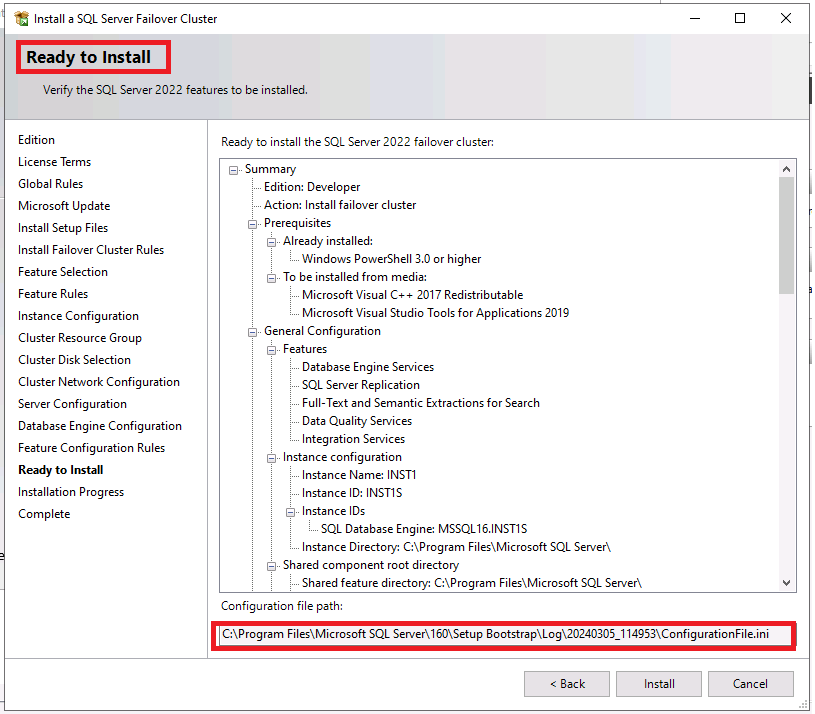 Install a SQL Server Failover Cluster
Ready to Install
Verify the SQL Server 2022 features to be installed.
Edition
License Terms
Global Rules
Microsoft Update
Install Setup Files
Install Failover Cluster Rules
Feature Selection
Feature Rules
Instance Configuration
Cluster Resource Group
Cluster Disk Selection
Cluster Network Configuration
Server Configuration
Database Engine Configuration
Feature Configuration Rules
Ready to Install
Installation Progress
Complete
Ready to install the SQL Server 2022 failover cluster:
Summary
Edition: Developer
Action: Install failover cluster
Prerequisites
Already installed:
Windows PowerShell 3.0 or higher
To be installed from media:
Microsoft Visual C++ 2017 Redistributable
Microsoft Visual Studio Tools for Applications 2019
General Configuration
Features
Database Engine Services
SQL Server Replication
Full-Text and Semantic Extractions for Search
Data Quality Services
Integration Services
Instance configuration
Instance Name: INST1
Instance ID: INST1S
Instance IDs
SQL Database Engine: MSSQL16.INST1S
Instance Directory: C:\Program Files\Microsoft SQL Server\
Shared component root directory
Shared feature directory: C:\Program Files\Microsoft SQL Server\
Configuration file path:
C:\Program Files\Microsoft SQL Server\160\Setup Bootstrap\Log\20240305_114953\ConfigurationFile.ini
< Back
Install
Cancel